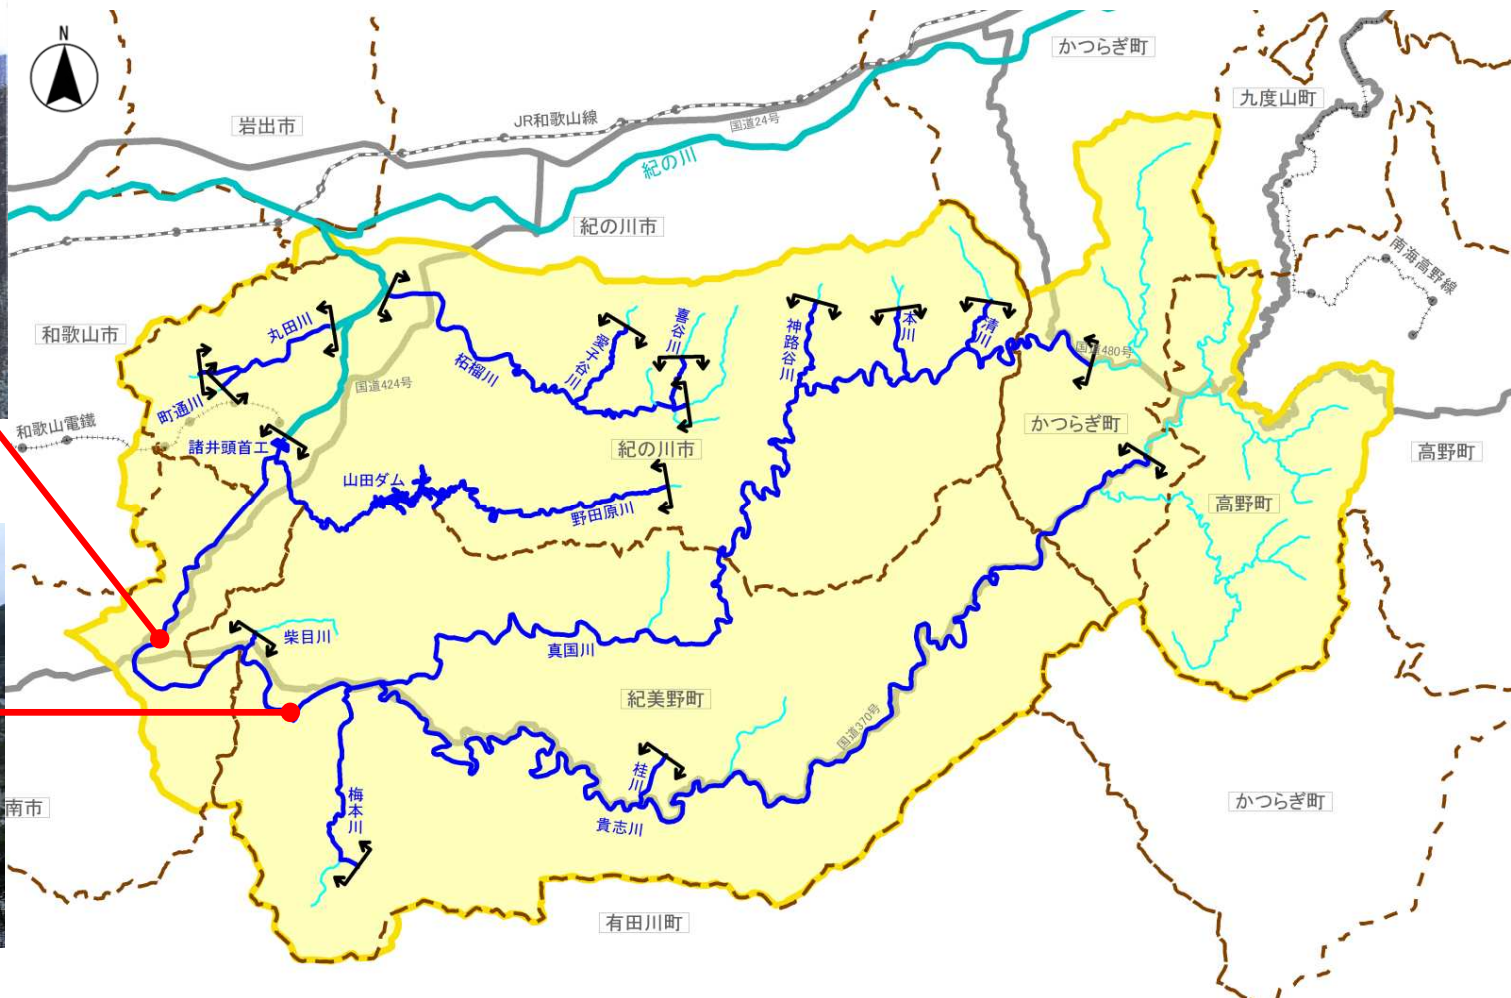 N
かつらぎ町
九度山町
岩出市
JR和歌山線
国道24号
紀の川
紀の川市
南海高野線
和歌山市
丸田川
喜谷川
愛子谷川
神路谷川
本川
清川
国道480号
柘榴川
国道424号
町通川
和歌山電鐵
かつらぎ町
諸井頭首工
紀の川市
高野町
山田ダム
野田原川
高野町
柴目川
真国川
紀美野町
国道370号
桂川
梅本川
南市
貴志川
かつらぎ町
有田川町